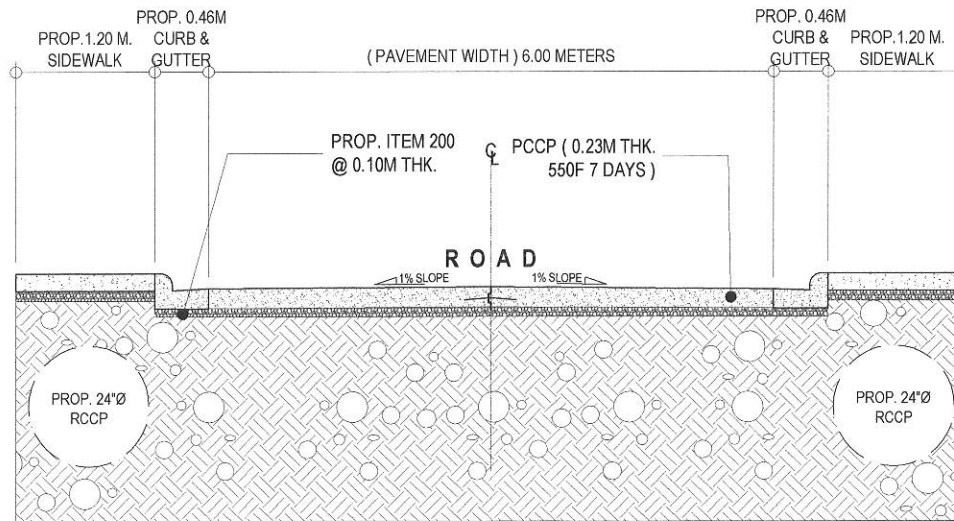 PROP.1.20 M.
SIDEWALK
PROP. 0.46M
CURB &
GUTTER
( PAVEMENT WIDTH ) 6.00 METERS
PROP. 0.46M
CURB &
GUTTER
PROP.1.20 M.
SIDEWALK
PROP. ITEM 200
@ 0.10M THK.
℄
PCCP ( 0.23M THK.
550F 7 DAYS )
ROAD
1% SLOPE
1% SLOPE
PROP. 24"Ø
RCCP
PROP. 24"Ø
RCCP